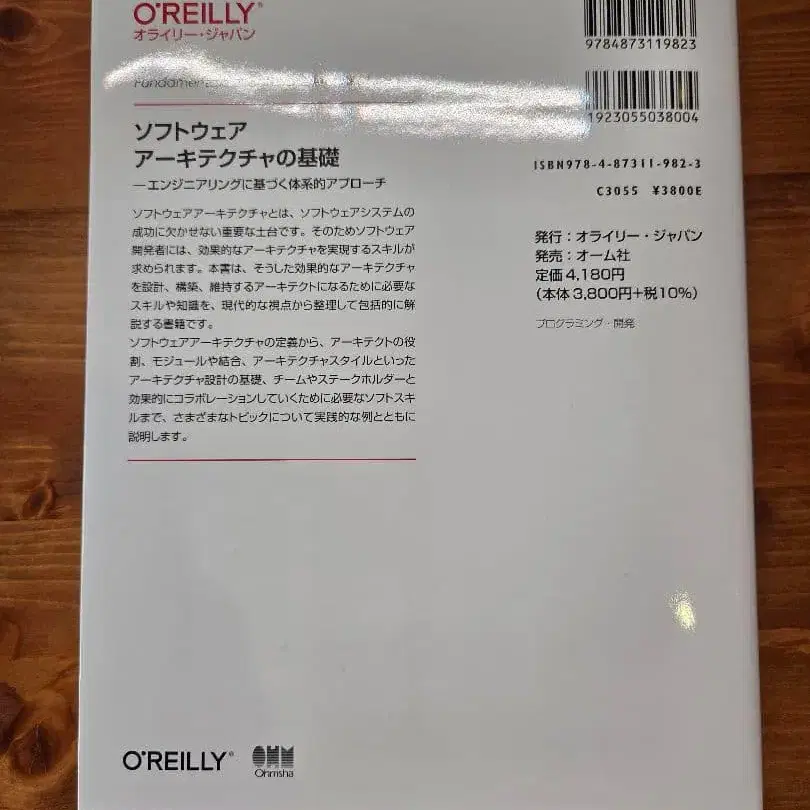 O'REILLY®
オライリー・ジャパン
ソフトウェア
アーキテクチャの基礎
―エンジニアリングに基づく体系的アプローチ
ソフトウェアアーキテクチャとは、ソフトウェアシステムの
成功に欠かせない重要な土台です。そのためソフトウェア
開発者には、効果的なアーキテクチャを実現するスキルが
求められます。本書は、そうした効果的なアーキテクチャ
を設計、構築、維持するアーキテクトになるために必要な
スキルや知識を、現代的な視点から整理して包括的に解
説する書籍です。
ソフトウェアアーキテクチャの定義から、アーキテクトの役
割、モジュールや結合、アーキテクチャスタイルといった
アーキテクチャ設計の基礎、チームやステークホルダーと
効果的にコラボレーションしていくために必要なソフトスキ
ルまで、さまざまなトピックについて実践的な例とともに
説明します。
9784873119823
1923055038004
ISBN978-4-87311-982-3
C3055 ¥3800E
発行：オライリー・ジャパン
発売：オーム社
定価4,180円
（本体3,800円+税10%）
プログラミング・開発
O'REILLY®
OHM
Ohmsha